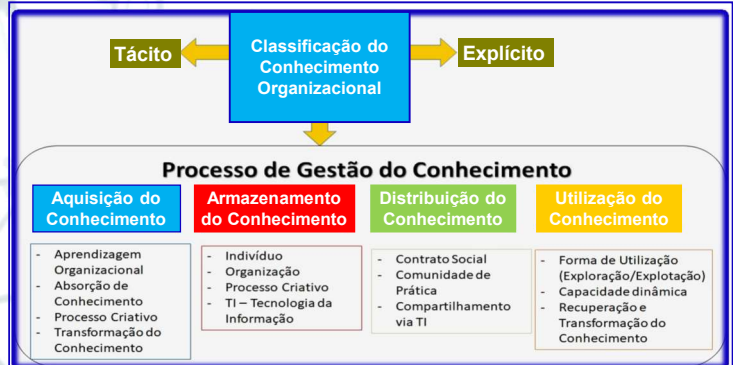 Tácito
Classificação do
Conhecimento
Organizacional
Explícito
Processo de Gestão do Conhecimento
Aquisição do
Conhecimento
Armazenamento
do Conhecimento
Distribuição do
Conhecimento
Utilização do
Conhecimento
- Aprendizagem
Organizacional
- Absorção de
Conhecimento
- Processo Criativo
- Transformação do
Conhecimento
- Indivíduo
- Organização
- Processo Criativo
- TI – Tecnologia da
Informação
- Contrato Social
- Comunidade de
Prática
- Compartilhamento
via TI
- Forma de Utilização
(Exploração/Explotação)
- Capacidade dinâmica
- Recuperação e
Transformação do
Conhecimento